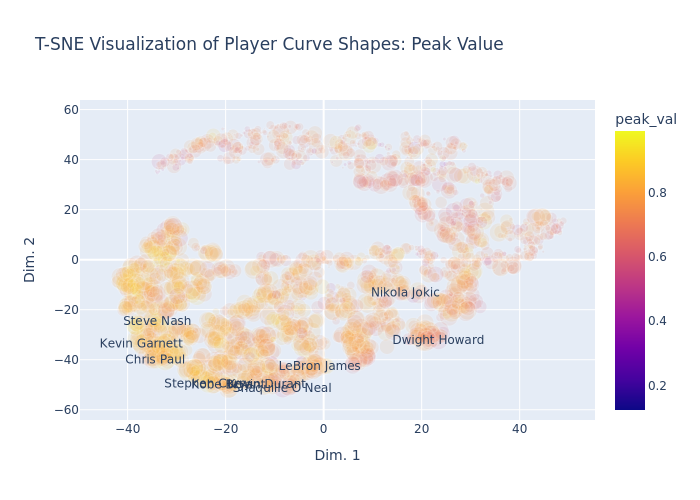 T-SNE Visualization of Player Curve Shapes: Peak Value
peak_val
60
40
20
0
−20
−40
−60
Dim. 2
0.8
0.6
0.4
0.2
Nikola Jokic
Steve Nash
Dwight Howard
Kevin Garnett
Chris Paul
LeBron James
Stephen Curry
Kobe Bryant
Kevin Durant
Shaquille O'Neal
−40
−20
0
20
40
Dim. 1